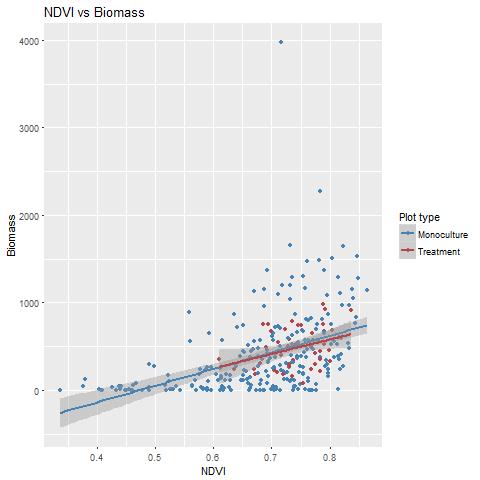 NDVI vs Biomass
4000
3000
2000
1000
0
Biomass
0.4
0.5
0.6
0.7
0.8
NDVI
Plot type
Monoculture
Treatment